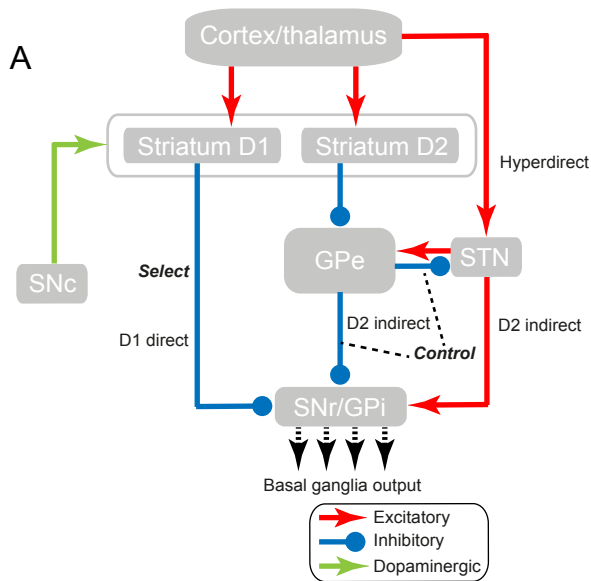 A
Cortex/thalamus
Striatum D1
Striatum D2
Hyperdirect
GPe
STN
SNc
Select
D1 direct
D2 indirect
D2 indirect
Control
SNr/GPi
Basal ganglia output
Excitatory
Inhibitory
Dopaminergic